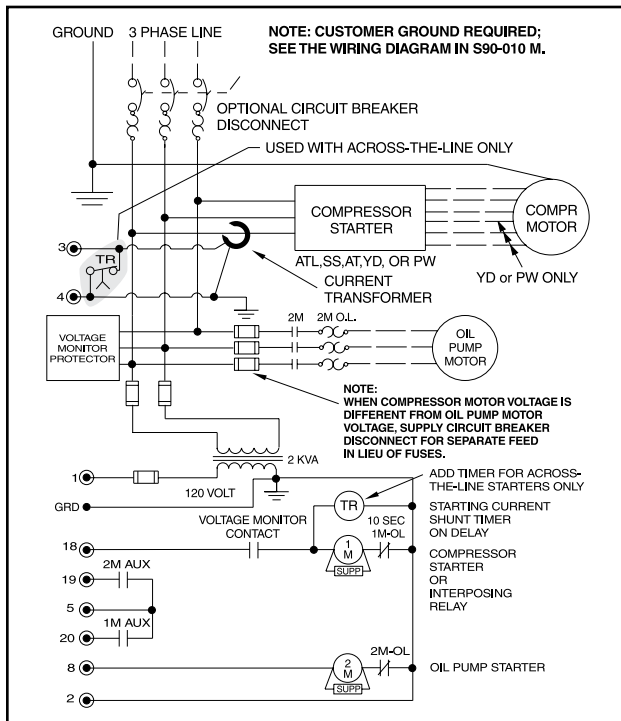 GROUND 3 PHASE LINE
NOTE: CUSTOMER GROUND REQUIRED;
SEE THE WIRING DIAGRAM IN S90-010 M.
OPTIONAL CIRCUIT BREAKER
DISCONNECT
USED WITH ACROSS-THE-LINE ONLY
COMPRESSOR
STARTER
COMPR
MOTOR
3
TR
ATL,SS,AT,YD, OR PW
YD or PW ONLY
CURRENT
TRANSFORMER
4
2M 2M O.L.
VOLTAGE
MONITOR
PROTECTOR
OIL
PUMP
MOTOR
NOTE:
WHEN COMPRESSOR MOTOR VOLTAGE IS
DIFFERENT FROM OIL PUMP MOTOR
VOLTAGE, SUPPLY CIRCUIT BREAKER
DISCONNECT FOR SEPARATE FEED
IN LIEU OF FUSES.
2 KVA
1
120 VOLT
ADD TIMER FOR ACROSS-
THE-LINE STARTERS ONLY
GRD
TR
STARTING CURRENT
SHUNT TIMER
ON DELAY
VOLTAGE MONITOR
CONTACT
10 SEC
1M-OL
18
1
M
SUPP
COMPRESSOR
STARTER
OR
INTERPOSING
RELAY
2M AUX
19
5
1M AUX
20
2M-OL
8
2
M
SUPP
OIL PUMP STARTER
2